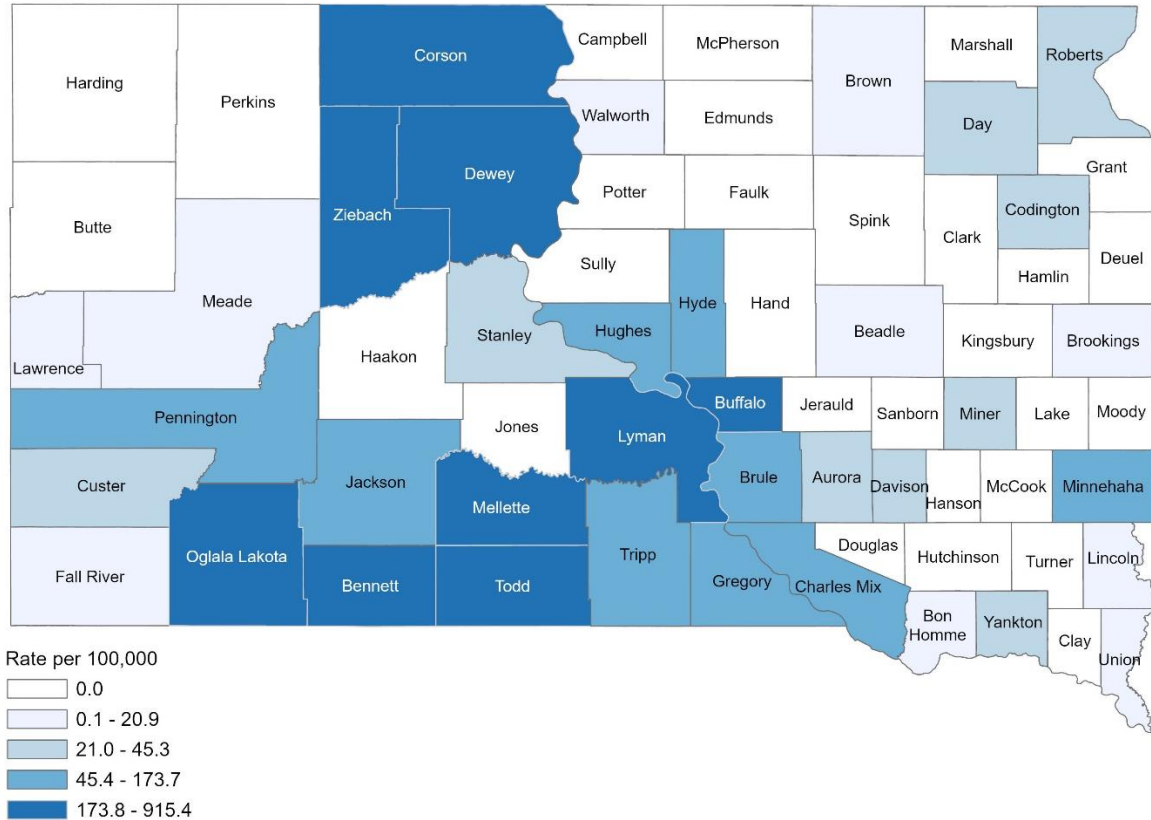 Harding
Perkins
Corson
Campbell
McPherson
Brown
Marshall
Roberts
Walworth
Edmunds
Day
Dewey
Ziebach
Butte
Potter
Faulk
Spink
Clark
Codington
Grant
Sully
Hamlin
Deuel
Meade
Lawrence
Haakon
Stanley
Hughes
Hyde
Hand
Beadle
Kingsbury
Brookings
Pennington
Jones
Lyman
Buffalo
Jerauld
Sanborn
Miner
Lake
Moody
Custer
Jackson
Mellette
Brule
Aurora
Davison
Hanson
McCook
Minnehaha
Fall River
Oglala Lakota
Bennett
Todd
Tripp
Gregory
Charles Mix
Douglas
Hutchinson
Turner
Lincoln
Bon
Homme
Yankton
Clay
Union
Rate per 100,000
0.0
0.1 - 20.9
21.0 - 45.3
45.4 - 173.7
173.8 - 915.4